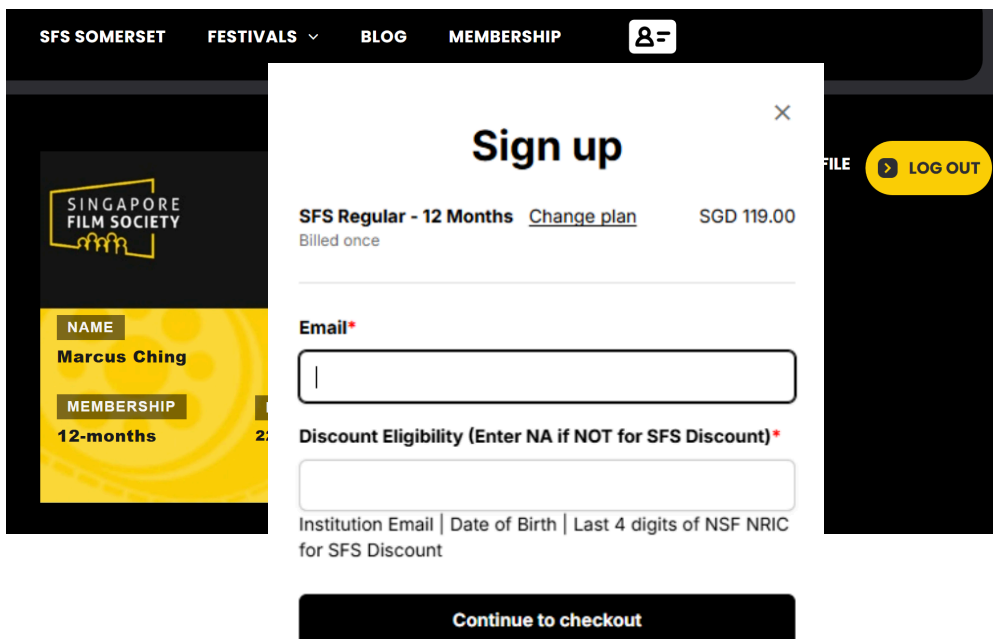 SFS SOMERSET FESTIVALS BLOG MEMBERSHIP
Sign up
FILE LOG OUT
SINGAPORE
FILM SOCIETY
SFS Regular - 12 Months Change plan SGD 119.00
Billed once
NAME
Marcus Ching
Email*
MEMBERSHIP
12-months
Discount Eligibility (Enter NA if NOT for SFS Discount)*
Institution Email | Date of Birth | Last 4 digits of NSF NRIC
for SFS Discount
Continue to checkout